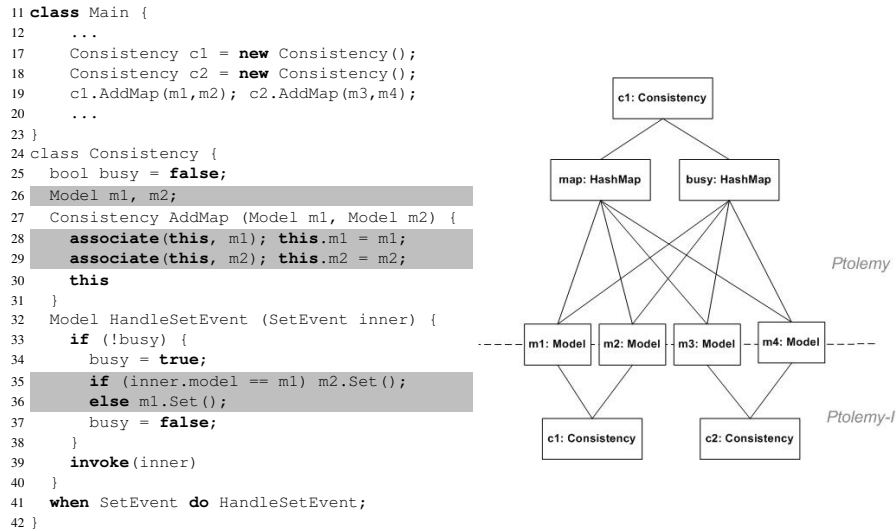 11 class Main {
12 ...
17 Consistency c1 = new Consistency();
18 Consistency c2 = new Consistency();
19 c1.AddMap(m1,m2); c2.AddMap(m3,m4);
20 ...
23 }
24 class Consistency {
25 bool busy = false;
26 Model m1, m2;
27 Consistency AddMap (Model m1, Model m2) {
28 associate(this, m1); this.m1 = m1;
29 associate(this, m2); this.m2 = m2;
30 this
31 }
32 Model HandleSetEvent (SetEvent inner) {
33 if (!busy) {
34 busy = true;
35 if (inner.model == m1) m2.Set();
36 else m1.Set();
37 busy = false;
38 }
39 invoke(inner)
40 }
41 when SetEvent do HandleSetEvent;
42 }
c1: Consistency
map: HashMap
busy: HashMap
Ptolemy
m1: Model
m2: Model
m3: Model
m4: Model
Ptolemy-I
c1: Consistency
c2: Consistency